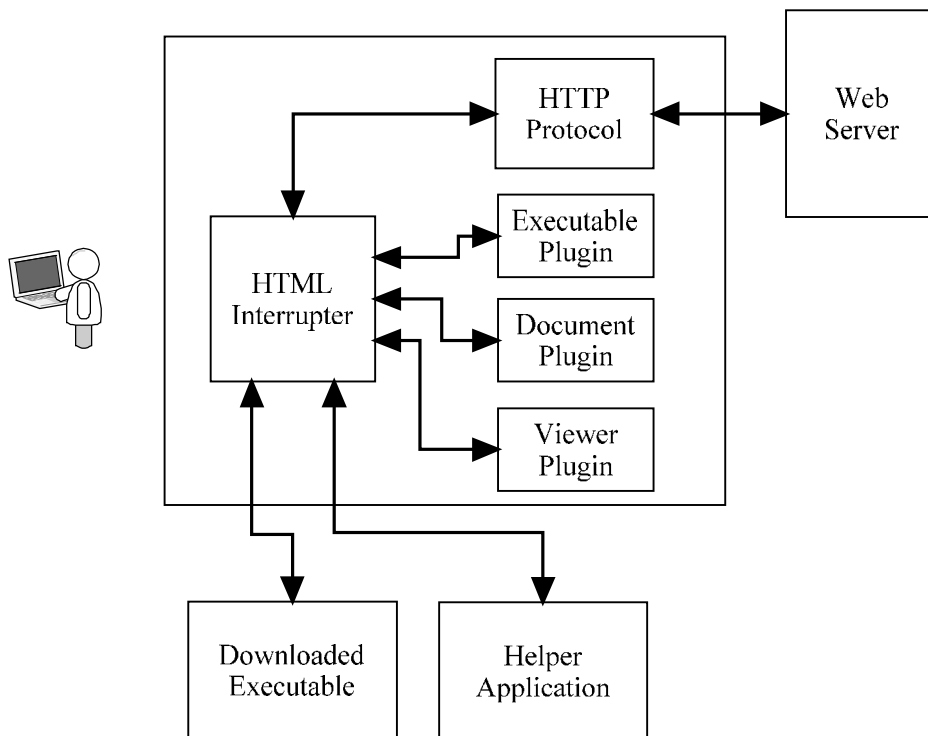 HTTP
Protocol
Web
Server
Executable
Plugin
HTML
Interrupter
Document
Plugin
Viewer
Plugin
Downloaded
Executable
Helper
Application